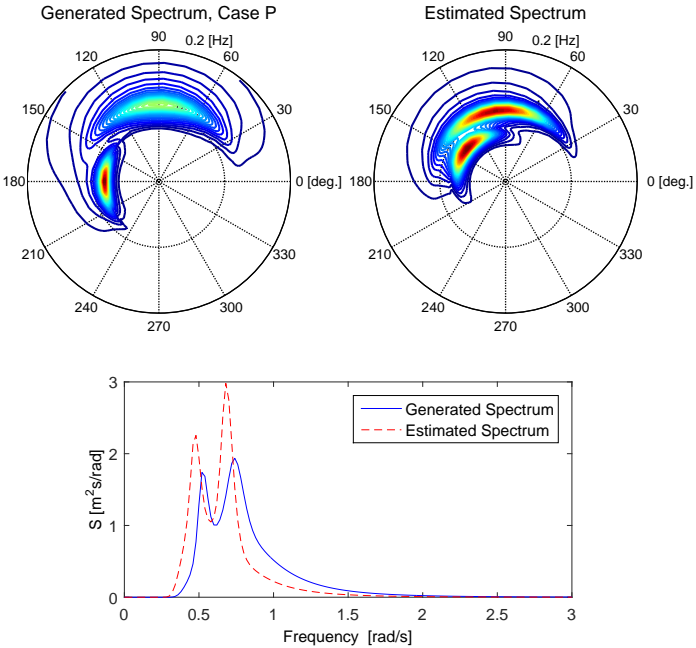 Generated Spectrum, Case P
90
0.2 [Hz]
120
60
150
30
180
0 [deg.]
210
330
240
300
270
Estimated Spectrum
90
0.2 [Hz]
120
60
150
30
180
0 [deg.]
210
330
240
300
270
3
2
1
0
S [m²s/rad]
Generated Spectrum
Estimated Spectrum
0 0.5 1 1.5 2 2.5 3
Frequency [rad/s]